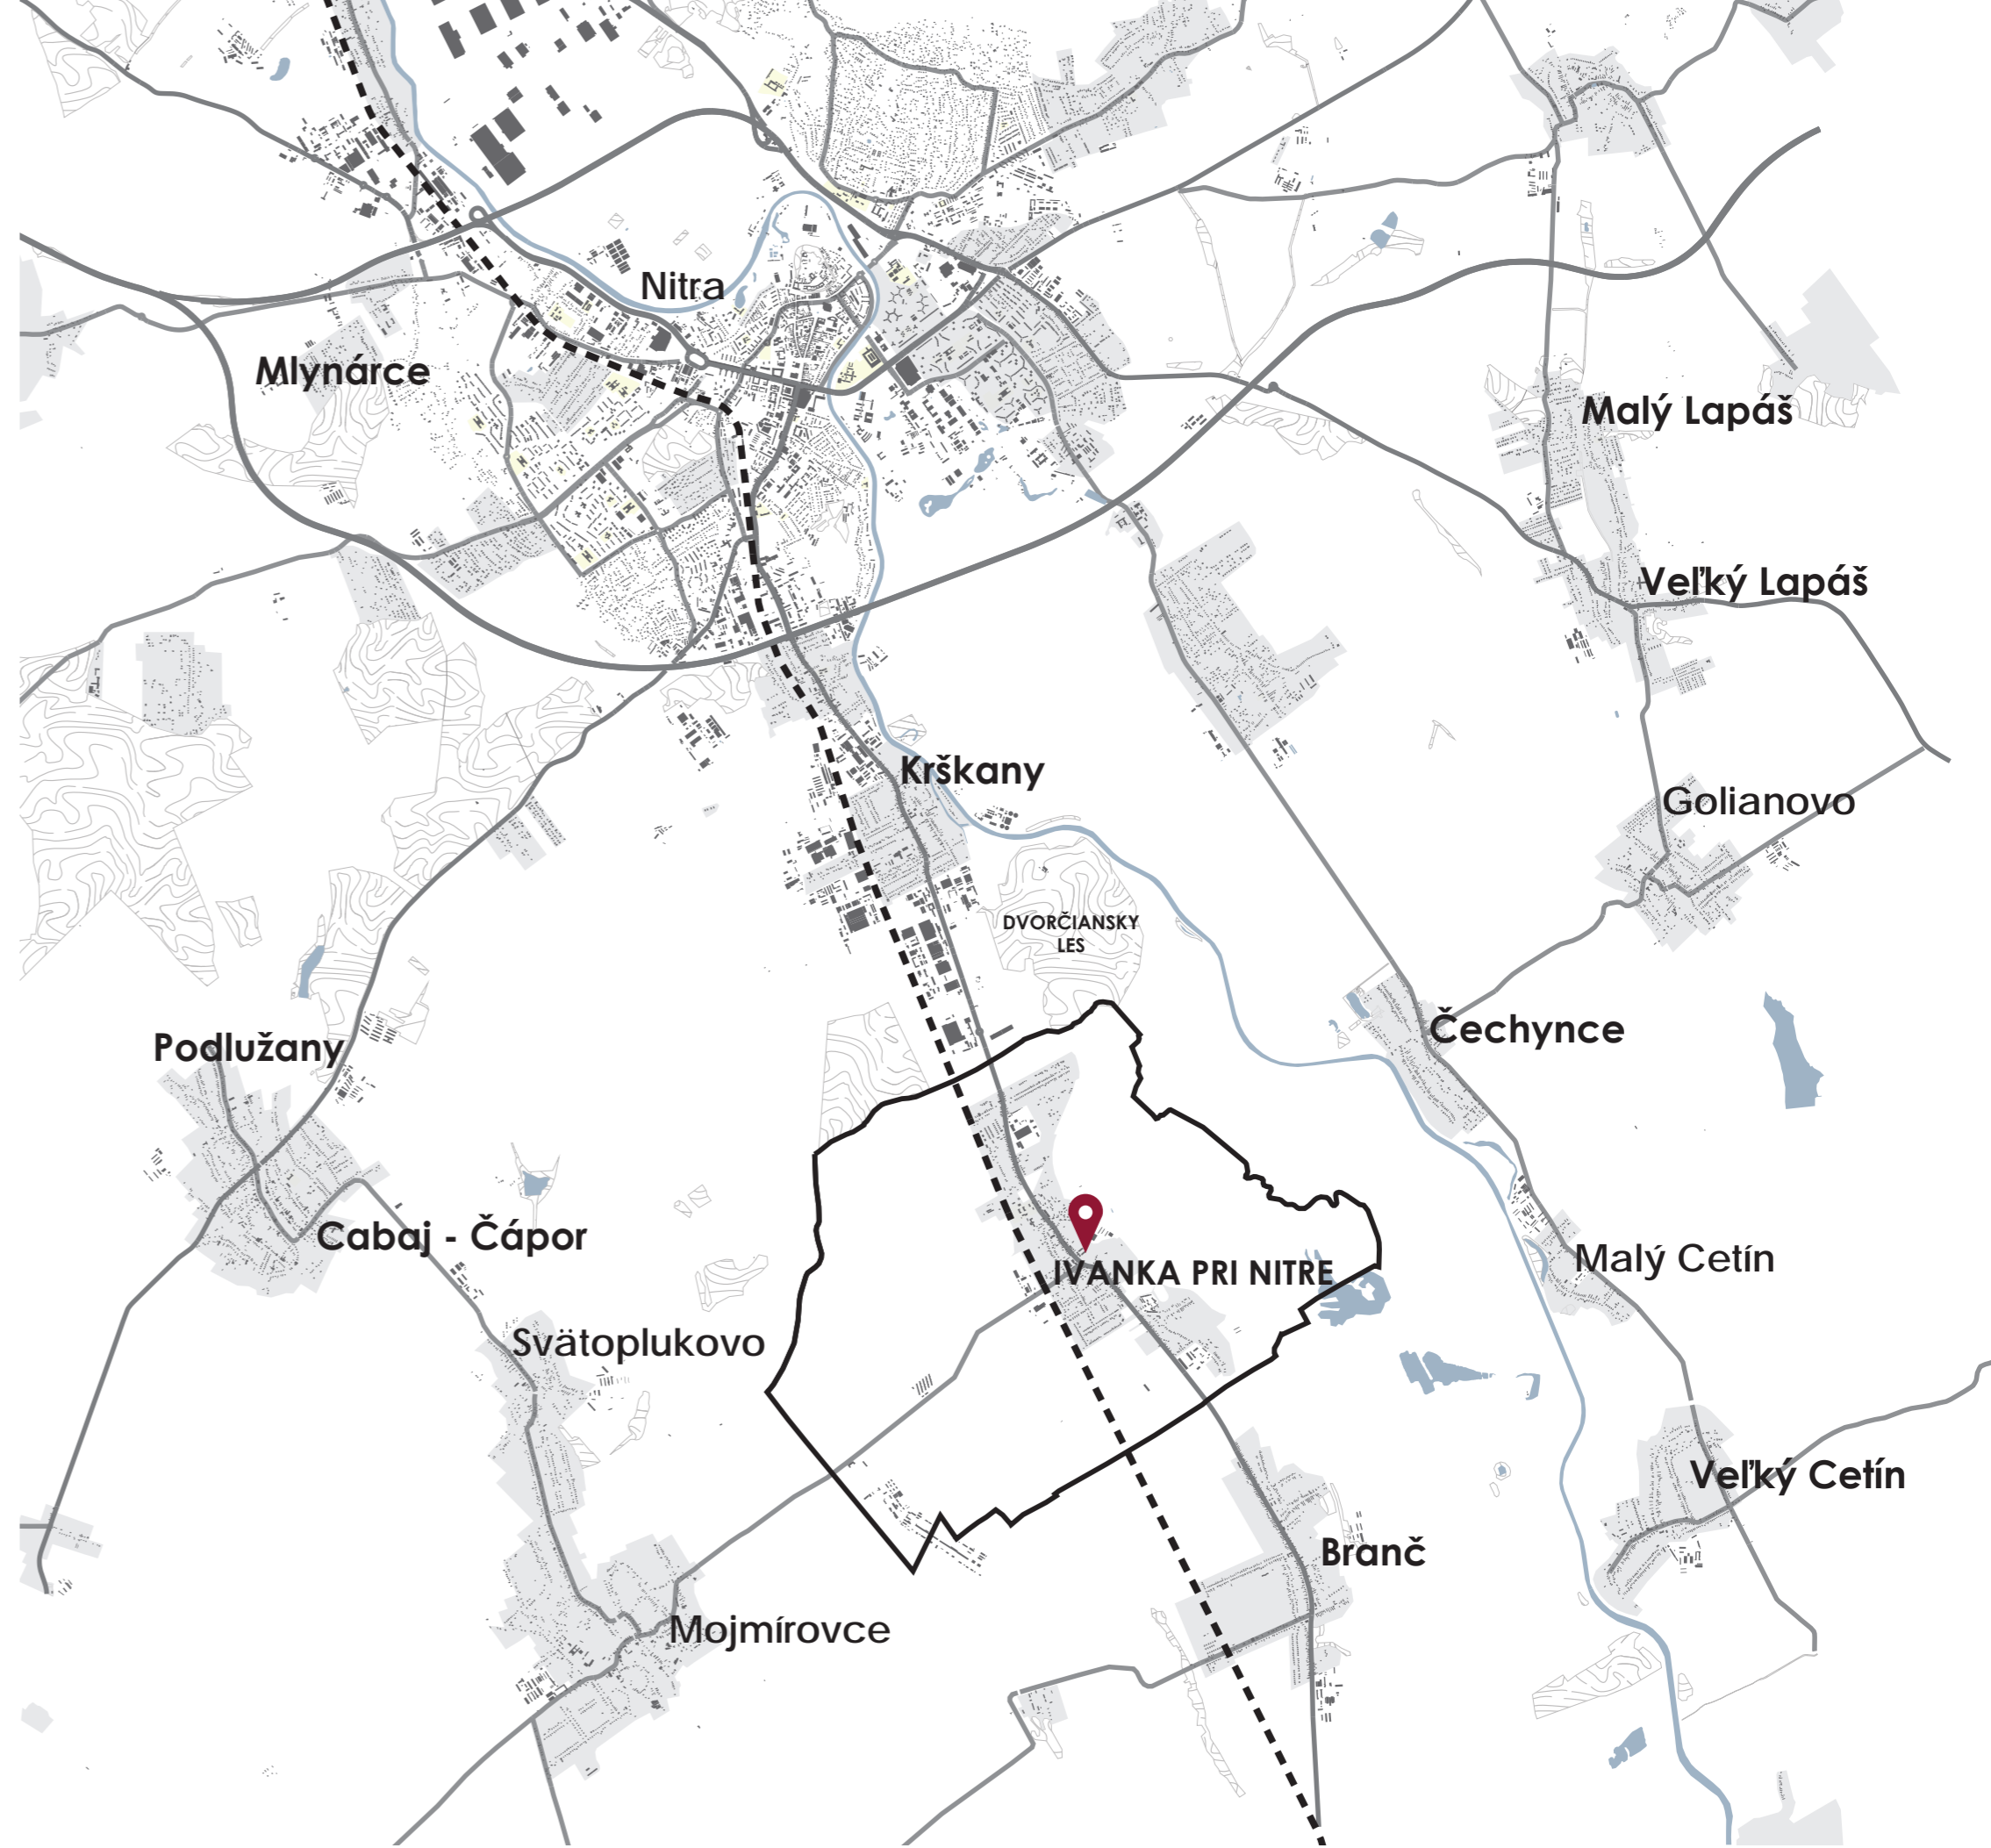 Nitra
Mlynárce
Malý Lapáš
Veľký Lapáš
Krškany
Golianovo
DVORČIANSKY
LES
Čechynce
Podlužany
Cabaj - Čápor
Malý Cetín
IVANKA PRI NITRE
Svätoplukovo
Veľký Cetín
Branč
Mojmírovce